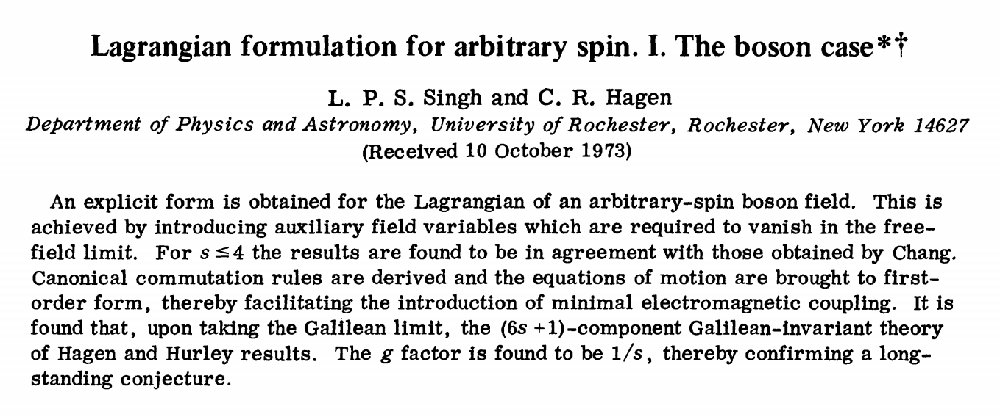 Lagrangian formulation for arbitrary spin. I. The boson case*†
L. P. S. Singh and C. R. Hagen
Department of Physics and Astronomy, University of Rochester, Rochester, New York 14627
(Received 10 October 1973)
An explicit form is obtained for the Lagrangian of an arbitrary-spin boson field. This is
achieved by introducing auxiliary field variables which are required to vanish in the free-
field limit. For s ≤ 4 the results are found to be in agreement with those obtained by Chang.
Canonical commutation rules are derived and the equations of motion are brought to first-
order form, thereby facilitating the introduction of minimal electromagnetic coupling. It is
found that, upon taking the Galilean limit, the (6s +1)-component Galilean-invariant theory
of Hagen and Hurley results. The g factor is found to be 1/s, thereby confirming a long-
standing conjecture.